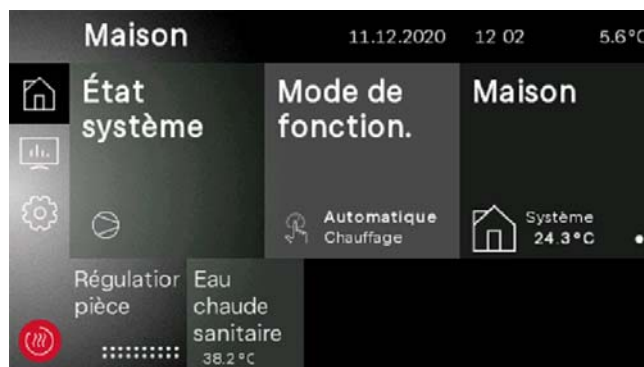 Maison 11.12.2020 12 02 5.6°C
État
système
Mode de
fonction.
Automatique
Chauffage
Maison
Système
24.3°C
Régulation
pièce
Eau
chaude
sanitaire
38.2°C